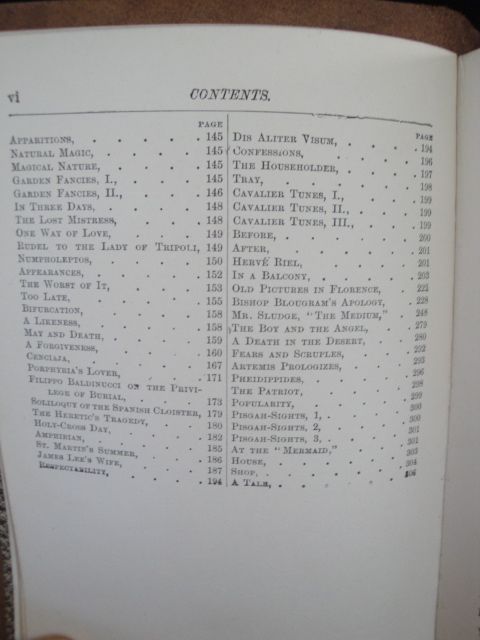 vi
CONTENTS.
PAGE
APPARITIONS, . . . . . 145
NATURAL MAGIC, . . . . 145
MAGICAL NATURE, . . . . 145
GARDEN FANCIES, I., . . . . 145
GARDEN FANCIES, II., . . . . 146
IN THREE DAYS, . . . . 148
THE LOST MISTRESS, . . . . 148
ONE WAY OF LOVE, . . . . 149
RUDEL TO THE LADY OF TRIPOLI, 149
NUMPHOLEPTOS, . . . . 150
APPEARANCES, . . . . 152
THE WORST OF IT, . . . . 153
TOO LATE, . . . . 155
BIFURCATION, . . . . 158
A LIKENESS, . . . . 158
MAY AND DEATH, . . . . 159
A FORGIVENESS, . . . . 160
CENCIAJA, . . . . 167
PORPHYRIA'S LOVER, . . . . 171
FILIPPO BALDINUCCI ON THE PRIVI-
LEGE OF BURIAL, . . . . 173
SOLILOQUY OF THE SPANISH CLOISTER, 179
THE HERETIC'S TRAGEDY, . . . 180
HOLY-CROSS DAY, . . . . 182
AMPHIBIAN, . . . . 185
ST. MARTIN'S SUMMER, . . . . 186
JAMES LEE'S WIFE, . . . . 187
RESPECTABILITY, . . . . 194
PAGE
DIS ALITER VISUM, . . . . 194
CONFESSIONS, . . . . 196
THE HOUSEHOLDER, . . . . 197
TRAY, . . . . 198
CAVALIER TUNES, I., . . . . 199
CAVALIER TUNES, II., . . . . 199
CAVALIER TUNES, III., . . . . 199
BEFORE, . . . . 200
AFTER, . . . . 201
HERVÉ RIEL, . . . . 201
IN A BALCONY, . . . . 203
OLD PICTURES IN FLORENCE, . . 221
BISHOP BLOUGRAM'S APOLOGY, . . 228
MR. SLUDGE, "THE MEDIUM," . . 248
THE BOY AND THE ANGEL, . . . 279
A DEATH IN THE DESERT, . . . 280
FEARS AND SCRUPLES, . . . . 292
ARTEMIS PROLOGIZES, . . . . 293
PHEIDIPPIDES, . . . . 296
THE PATRIOT, . . . . 298
POPULARITY, . . . . 299
PISGAH-SIGHTS, 1, . . . . 300
PISGAH-SIGHTS, 2, . . . . 300
PISGAH-SIGHTS, 3, . . . . 301
AT THE "MERMAID," . . . . 301
HOUSE, . . . . 303
SHOP, . . . . 304
A TALE, . . . . 306